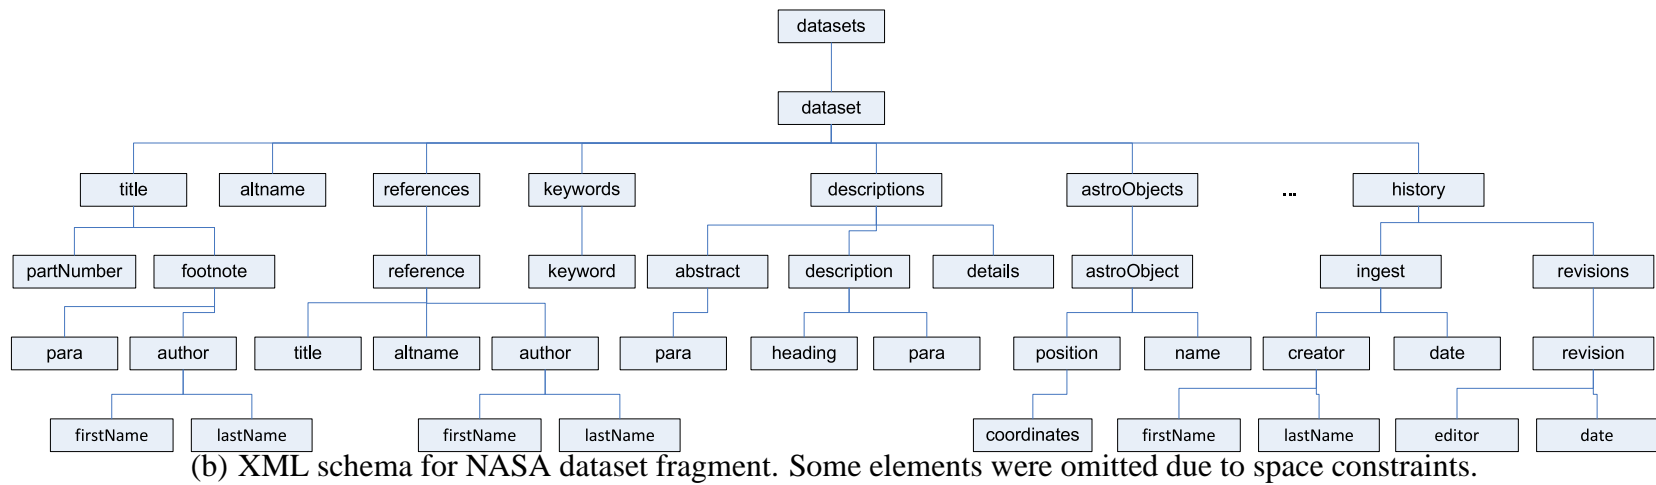 datasets
dataset
title altname references keywords descriptions astroObjects ... history
partNumber footnote reference keyword abstract description details astroObject ingest revisions
para author title altname author para heading para position name creator date revision
firstName lastName firstName lastName coordinates firstName lastName editor date
(b) XML schema for NASA dataset fragment. Some elements were omitted due to space constraints.